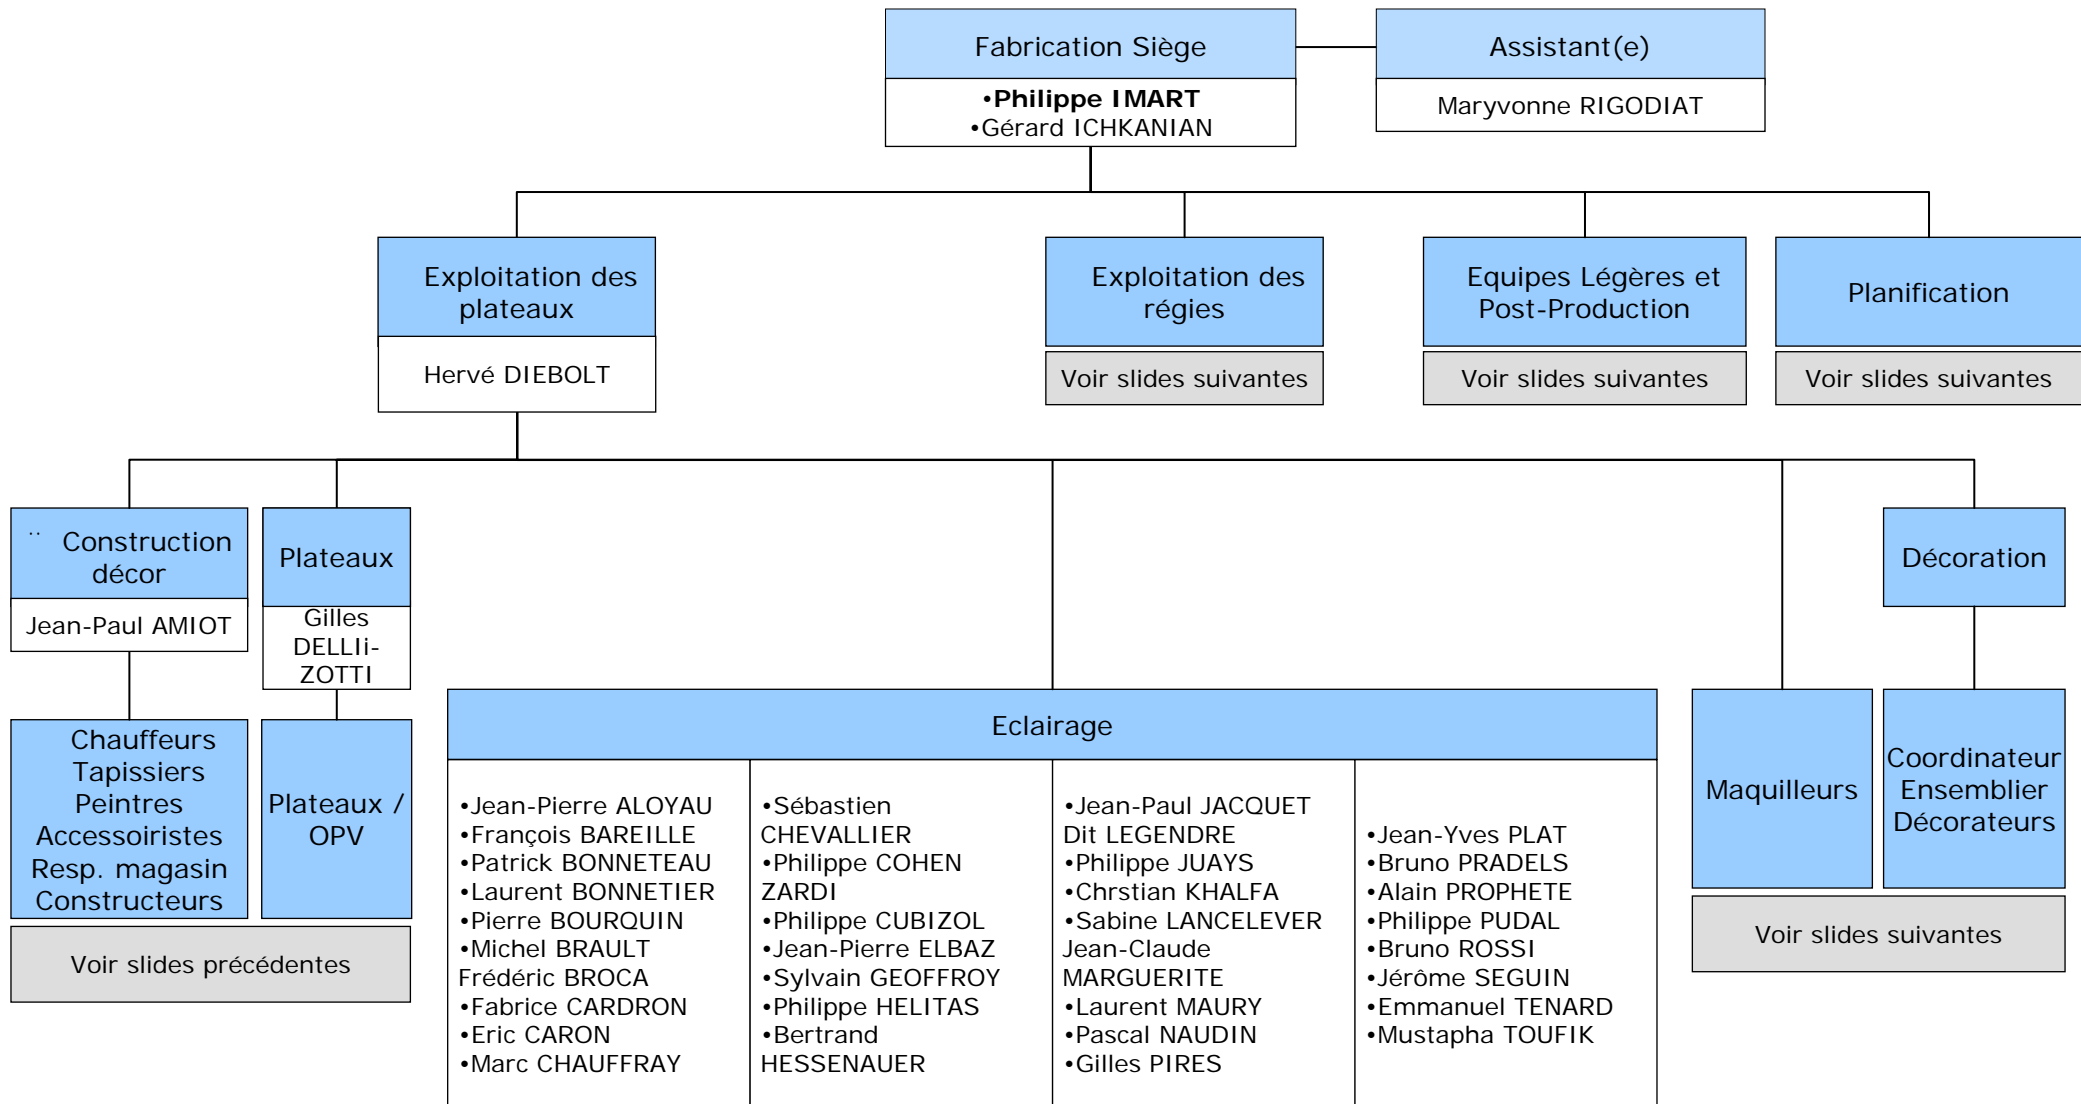 Fabrication Siège
•Philippe IMART
•Gérard ICHKANIAN
Assistant(e)
Maryvonne RIGODIAT
Exploitation des
plateaux
Hervé DIEBOLT
Exploitation des
régies
Voir slides suivantes
Equipes Légères et
Post-Production
Voir slides suivantes
Planification
Voir slides suivantes
¨ Construction
décor
Jean-Paul AMIOT
Plateaux
Gilles
DELLIi-
ZOTTI
Décoration
Chauffeurs
Tapissiers
Peintres
Accessoiristes
Resp. magasin
Constructeurs
Plateaux /
OPV
Voir slides précédentes
Eclairage
•Jean-Pierre ALOYAU
•François BAREILLE
•Patrick BONNETEAU
•Laurent BONNETIER
•Pierre BOURQUIN
•Michel BRAULT
Frédéric BROCA
•Fabrice CARDRON
•Eric CARON
•Marc CHAUFFRAY
•Sébastien
CHEVALLIER
•Philippe COHEN
ZARDI
•Philippe CUBIZOL
•Jean-Pierre ELBAZ
•Sylvain GEOFFROY
•Philippe HELITAS
•Bertrand
HESSENAUER
•Jean-Paul JACQUET
Dit LEGENDRE
•Philippe JUAYS
•Chrstian KHALFA
•Sabine LANCELEVER
Jean-Claude
MARGUERITE
•Laurent MAURY
•Pascal NAUDIN
•Gilles PIRES
•Jean-Yves PLAT
•Bruno PRADELS
•Alain PROPHETE
•Philippe PUDAL
•Bruno ROSSI
•Jérôme SEGUIN
•Emmanuel TENARD
•Mustapha TOUFIK
Maquilleurs
Coordinateur
Ensemblier
Décorateurs
Voir slides suivantes